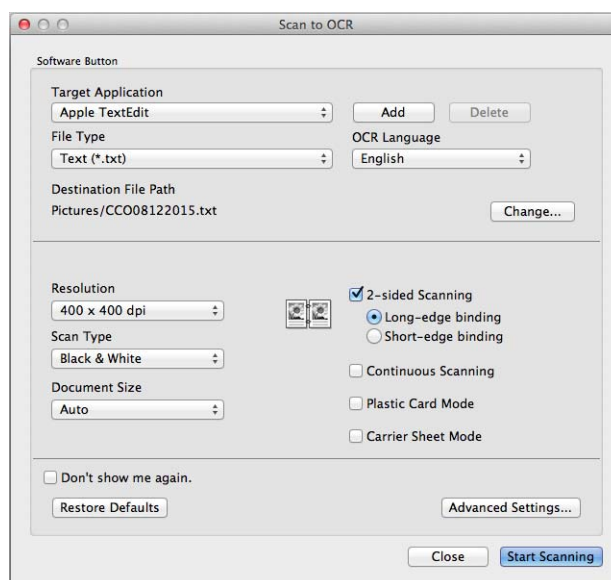 Scan to OCR
Software Button
Target Application
Apple TextEdit
Add
Delete
File Type
OCR Language
Text (*.txt)
English
Destination File Path
Pictures/CCO08122015.txt
Change...
Resolution
400 x 400 dpi
2-sided Scanning
Long-edge binding
Short-edge binding
Scan Type
Black & White
Continuous Scanning
Document Size
Auto
Plastic Card Mode
Carrier Sheet Mode
Don't show me again.
Restore Defaults
Advanced Settings...
Close
Start Scanning